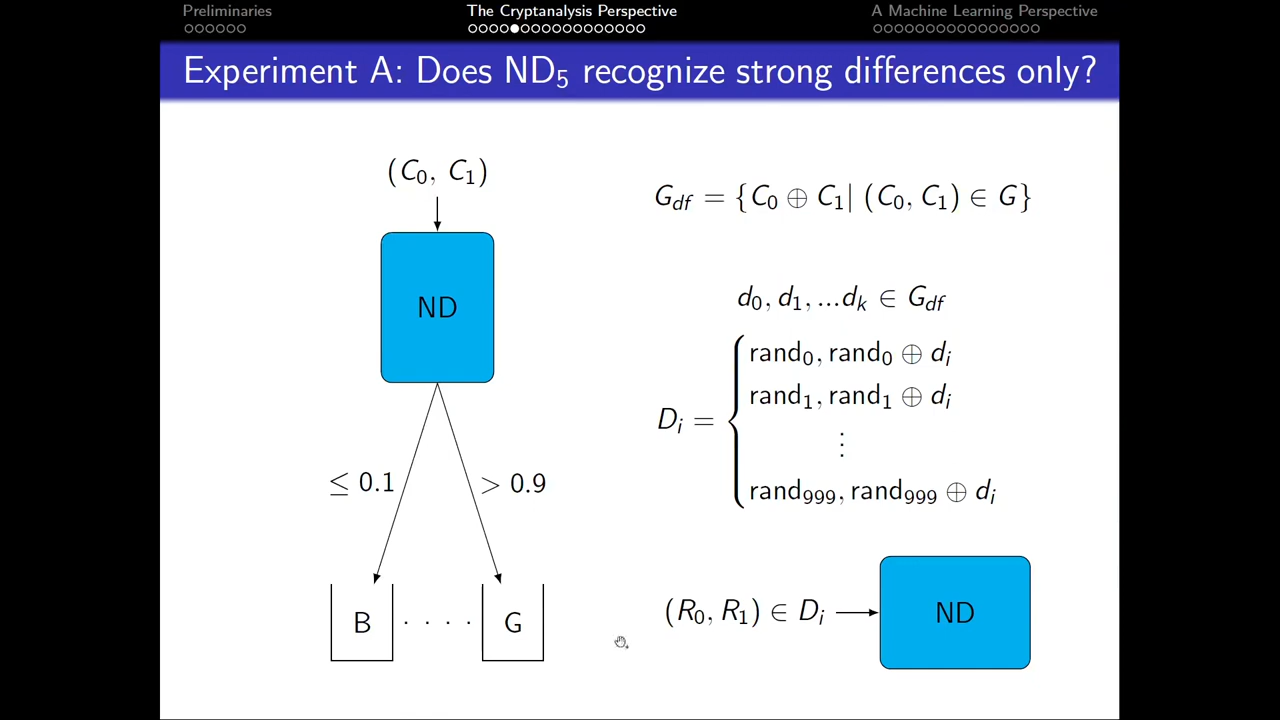 Preliminaries
The Cryptanalysis Perspective
A Machine Learning Perspective
Experiment A: Does ND₅ recognize strong differences only?
(C₀, C₁)
ND
≤ 0.1
> 0.9
B · · · · G
G_df = {C₀ ⊕ C₁| (C₀, C₁) ∈ G}
d₀, d₁, ...d_k ∈ G_df
D_i = {
rand₀, rand₀ ⊕ d_i
rand₁, rand₁ ⊕ d_i
⋮
rand₉₉₉, rand₉₉₉ ⊕ d_i
(R₀, R₁) ∈ D_i
ND